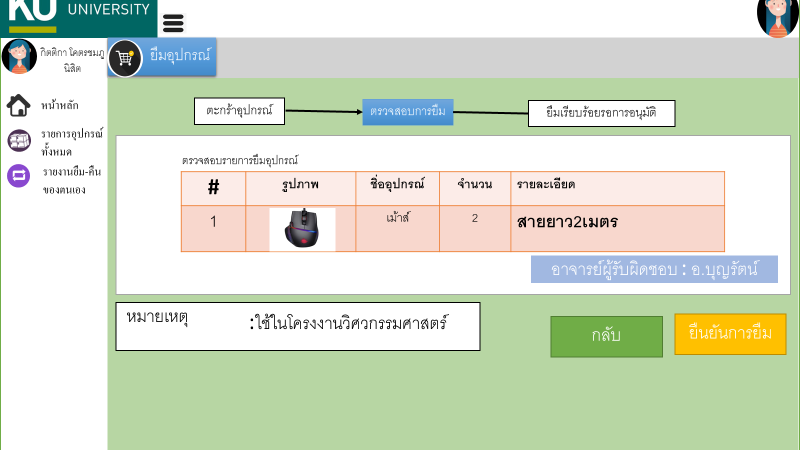 KU UNIVERSITY
กิตติกา โคตรชมภู
นิสิต
ยืมอุปกรณ์
หน้าหลัก
รายการอุปกรณ์
ทั้งหมด
รายงานยืม-คืน
ของตนเอง
ตะกร้าอุปกรณ์
ตรวจสอบการยืม
ยืมเรียบร้อยรอการอนุมัติ
ตรวจสอบรายการยืมอุปกรณ์
# รูปภาพ ชื่ออุปกรณ์ จำนวน รายละเอียด
1 เม้าส์ 2 สายยาว2เมตร
อาจารย์ผู้รับผิดชอบ : อ.บุญรัตน์
หมายเหตุ :ใช้ในโครงงานวิศวกรรมศาสตร์
กลับ
ยืนยันการยืม